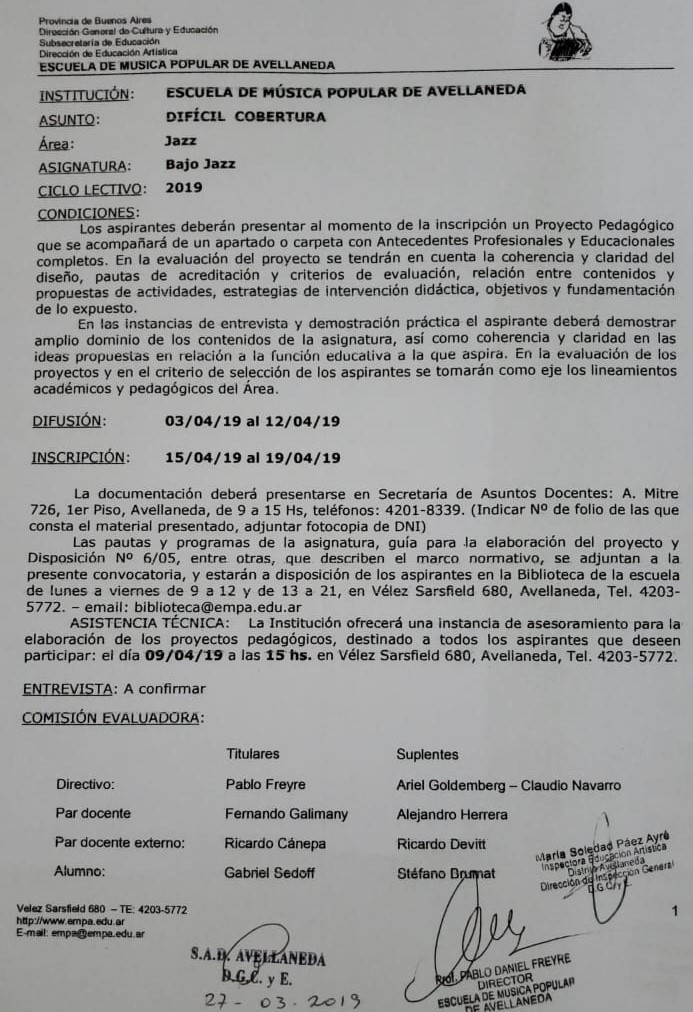 Provincia de Buenos Aires
Dirección General de Cultura y Educación
Subsecretaría de Educación
Dirección de Educación Artística
ESCUELA DE MUSICA POPULAR DE AVELLANEDA
INSTITUCIÓN: ESCUELA DE MÚSICA POPULAR DE AVELLANEDA
ASUNTO: DIFÍCIL COBERTURA
Área: Jazz
ASIGNATURA: Bajo Jazz
CICLO LECTIVO: 2019
CONDICIONES:
Los aspirantes deberán presentar al momento de la inscripción un Proyecto Pedagógico
que se acompañará de un apartado o carpeta con Antecedentes Profesionales y Educacionales
completos. En la evaluación del proyecto se tendrán en cuenta la coherencia y claridad del
diseño, pautas de acreditación y criterios de evaluación, relación entre contenidos y
propuestas de actividades, estrategias de intervención didáctica, objetivos y fundamentación
de lo expuesto.
En las instancias de entrevista y demostración práctica el aspirante deberá demostrar
amplio dominio de los contenidos de la asignatura, así como coherencia y claridad en las
ideas propuestas en relación a la función educativa a la que aspira. En la evaluación de los
proyectos y en el criterio de selección de los aspirantes se tomarán como eje los lineamientos
académicos y pedagógicos del Área.
DIFUSIÓN: 03/04/19 al 12/04/19
INSCRIPCIÓN: 15/04/19 al 19/04/19
La documentación deberá presentarse en Secretaría de Asuntos Docentes: A. Mitre
726, 1er Piso, Avellaneda, de 9 a 15 Hs, teléfonos: 4201-8339. (Indicar Nº de folio de las que
consta el material presentado, adjuntar fotocopia de DNI)
Las pautas y programas de la asignatura, guía para la elaboración del proyecto y
Disposición Nº 6/05, entre otras, que describen el marco normativo, se adjuntan a la
presente convocatoria, y estarán a disposición de los aspirantes en la Biblioteca de la escuela
de lunes a viernes de 9 a 12 y de 13 a 21, en Vélez Sarsfield 680, Avellaneda, Tel. 4203-
5772. – email: biblioteca@empa.edu.ar
ASISTENCIA TÉCNICA: La Institución ofrecerá una instancia de asesoramiento para la
elaboración de los proyectos pedagógicos, destinado a todos los aspirantes que deseen
participar: el día 09/04/19 a las 15 hs. en Vélez Sarsfield 680, Avellaneda, Tel. 4203-5772.
ENTREVISTA: A confirmar
COMISIÓN EVALUADORA:
Titulares Suplentes
Directivo: Pablo Freyre Ariel Goldemberg – Claudio Navarro
Par docente Fernando Galimany Alejandro Herrera
Par docente externo: Ricardo Cánepa Ricardo Devitt
Alumno: Gabriel Sedoff Stéfano
María Soledad Páez Ayré
Inspectora Educación Artística
Distrito Avellaneda
Dirección de Inspección General
D.G.C. y E.
Velez Sarsfield 680 – TE: 4203-5772
http://www.empa.edu.ar
E-mail: empa@empa.edu.ar
1
S.A.D. AVELLANEDA
D.G.C. y E.
27 - 03 - 2019
Prof. PABLO DANIEL FREYRE
DIRECTOR
ESCUELA DE MUSICA POPULAR
DE AVELLANEDA